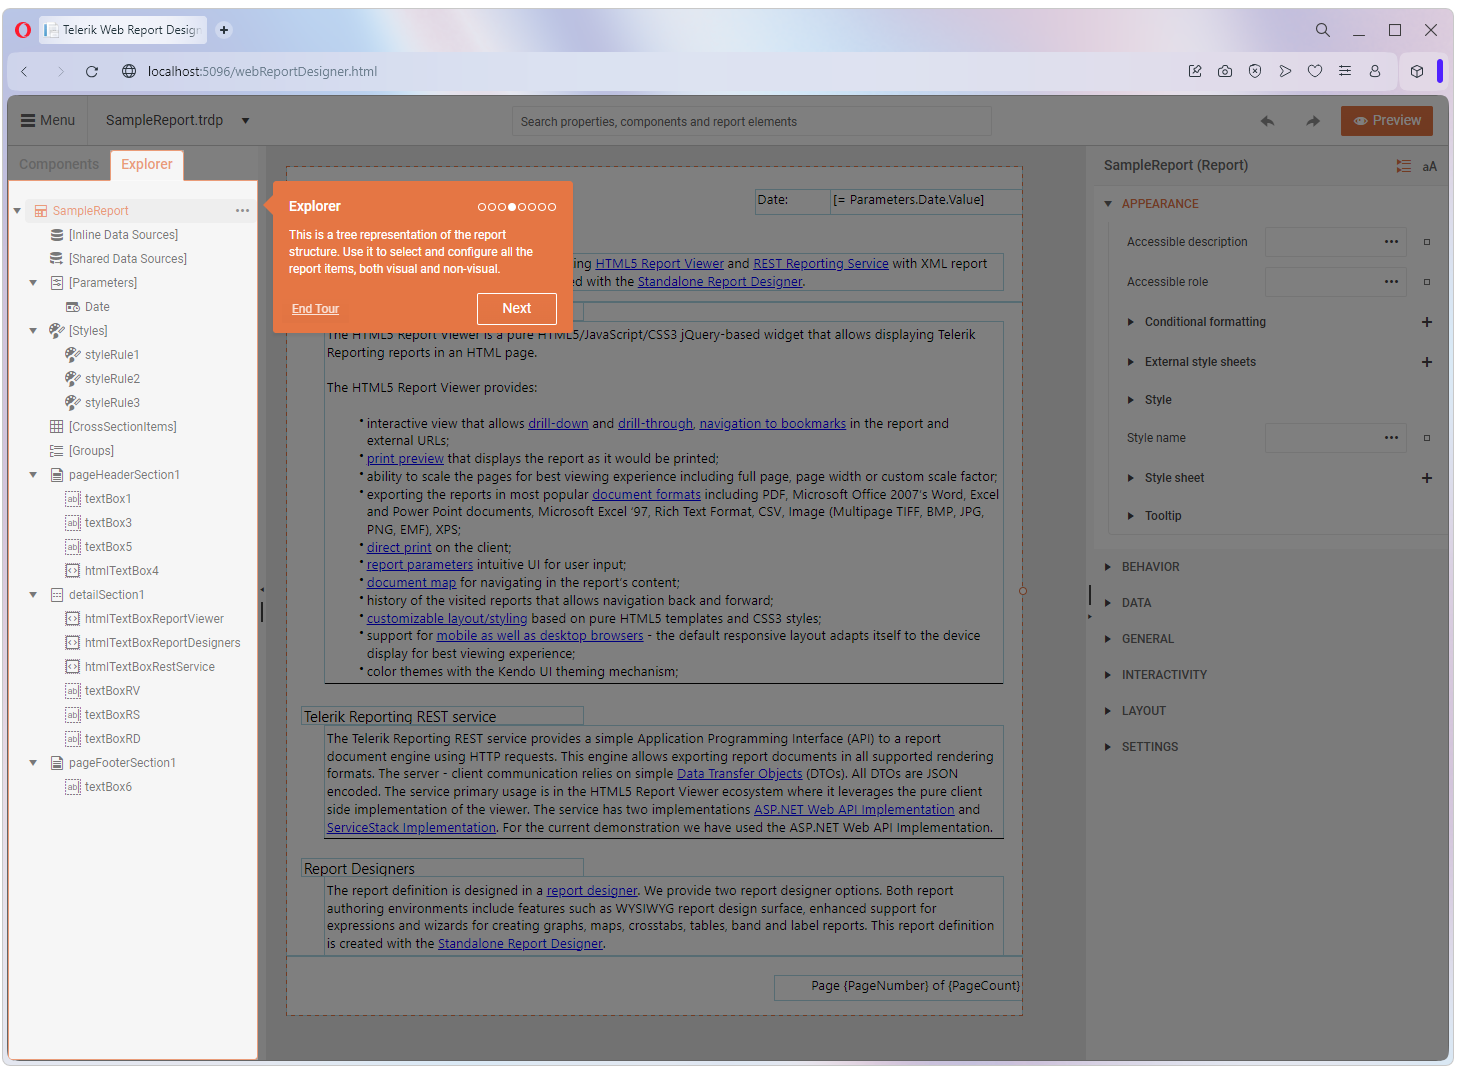 Telerik Web Report Design
localhost:5096/webReportDesigner.html
Menu
SampleReport.trdp
Search properties, components and report elements
Preview
Components
Explorer
SampleReport
[Inline Data Sources]
[Shared Data Sources]
[Parameters]
Date
[Styles]
styleRule1
styleRule2
styleRule3
[CrossSectionItems]
[Groups]
pageHeaderSection1
textBox1
textBox3
textBox5
htmlTextBox4
detailSection1
htmlTextBoxReportViewer
htmlTextBoxReportDesigners
htmlTextBoxRestService
textBoxRV
textBoxRS
textBoxRD
pageFooterSection1
textBox6
Explorer
This is a tree representation of the report
structure. Use it to select and configure all the
report items, both visual and non-visual.
End Tour
Next
Date:
[= Parameters.Date.Value]
ing HTML5 Report Viewer and REST Reporting Service with XML report
d with the Standalone Report Designer.
The HTML5 Report Viewer is a pure HTML5/JavaScript/CSS3 jQuery-based widget that allows displaying Telerik
Reporting reports in an HTML page.
The HTML5 Report Viewer provides:
• interactive view that allows drill-down and drill-through, navigation to bookmarks in the report and
external URLs;
• print preview that displays the report as it would be printed;
• ability to scale the pages for best viewing experience including full page, page width or custom scale factor;
• exporting the reports in most popular document formats including PDF, Microsoft Office 2007's Word, Excel
and Power Point documents, Microsoft Excel '97, Rich Text Format, CSV, Image (Multipage TIFF, BMP, JPG,
PNG, EMF), XPS;
• direct print on the client;
• report parameters intuitive UI for user input;
• document map for navigating in the report's content;
• history of the visited reports that allows navigation back and forward;
• customizable layout/styling based on pure HTML5 templates and CSS3 styles;
• support for mobile as well as desktop browsers - the default responsive layout adapts itself to the device
display for best viewing experience;
• color themes with the Kendo UI theming mechanism;
Telerik Reporting REST service
The Telerik Reporting REST service provides a simple Application Programming Interface (API) to a report
document engine using HTTP requests. This engine allows exporting report documents in all supported rendering
formats. The server - client communication relies on simple Data Transfer Objects (DTOs). All DTOs are JSON
encoded. The service primary usage is in the HTML5 Report Viewer ecosystem where it leverages the pure client
side implementation of the viewer. The service has two implementations ASP.NET Web API Implementation and
ServiceStack Implementation. For the current demonstration we have used the ASP.NET Web API Implementation.
Report Designers
The report definition is designed in a report designer. We provide two report designer options. Both report
authoring environments include features such as WYSIWYG report design surface, enhanced support for
expressions and wizards for creating graphs, maps, crosstabs, tables, band and label reports. This report definition
is created with the Standalone Report Designer.
Page {PageNumber} of {PageCount}
SampleReport (Report)
aA
APPEARANCE
Accessible description
Accessible role
Conditional formatting
External style sheets
Style
Style name
Style sheet
Tooltip
BEHAVIOR
DATA
GENERAL
INTERACTIVITY
LAYOUT
SETTINGS